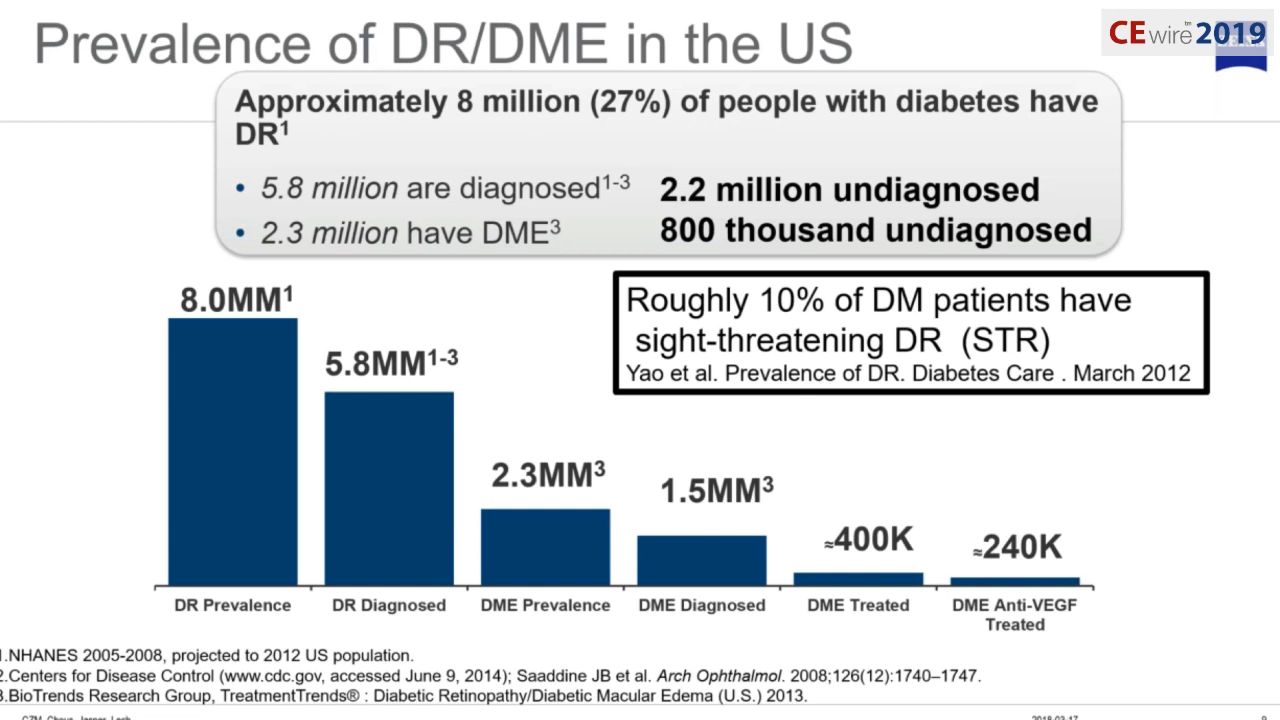 Prevalence of DR/DME in the US
CEwire™2019
Approximately 8 million (27%) of people with diabetes have
DR¹
• 5.8 million are diagnosed¹⁻³ 2.2 million undiagnosed
• 2.3 million have DME³ 800 thousand undiagnosed
Roughly 10% of DM patients have
sight-threatening DR (STR)
Yao et al. Prevalence of DR. Diabetes Care . March 2012
8.0MM¹
5.8MM¹⁻³
2.3MM³
1.5MM³
≈400K
≈240K
DR Prevalence
DR Diagnosed
DME Prevalence
DME Diagnosed
DME Treated
DME Anti-VEGF
Treated
1.NHANES 2005-2008, projected to 2012 US population.
2.Centers for Disease Control (www.cdc.gov, accessed June 9, 2014); Saaddine JB et al. Arch Ophthalmol. 2008;126(12):1740–1747.
3.BioTrends Research Group, TreatmentTrends® : Diabetic Retinopathy/Diabetic Macular Edema (U.S.) 2013.